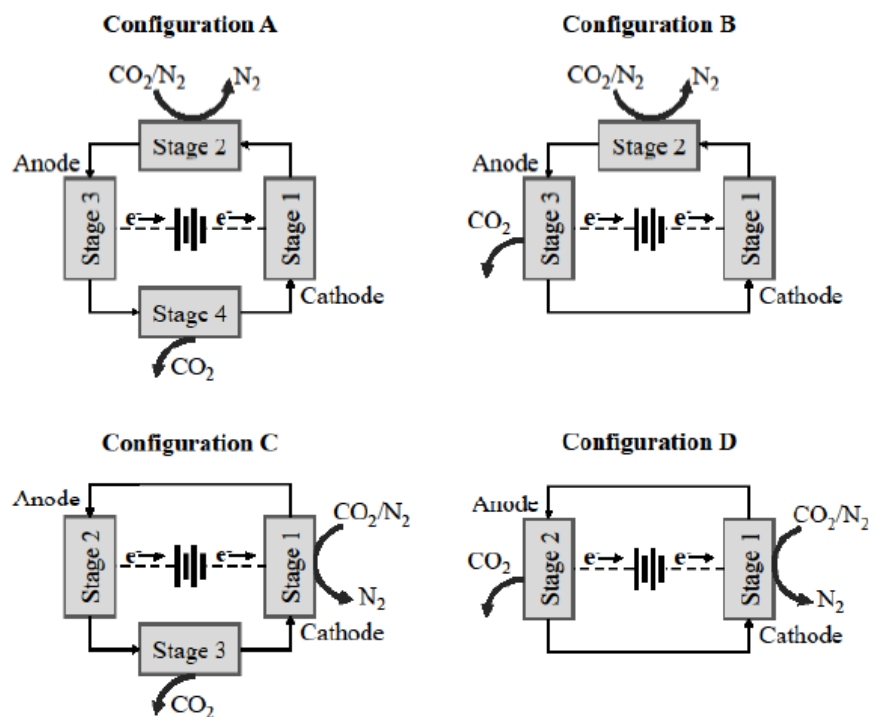 Configuration A
CO₂/N₂
N₂
Stage 2
Anode
Stage 3
e⁻
e⁻
Stage 1
Cathode
Stage 4
CO₂
Configuration B
CO₂/N₂
N₂
Stage 2
Anode
Stage 3
CO₂
e⁻
e⁻
Stage 1
Cathode
Configuration C
Anode
Stage 2
e⁻
e⁻
Stage 1
CO₂/N₂
N₂
Cathode
Stage 3
CO₂
Configuration D
Anode
CO₂
Stage 2
e⁻
e⁻
Stage 1
CO₂/N₂
N₂
Cathode